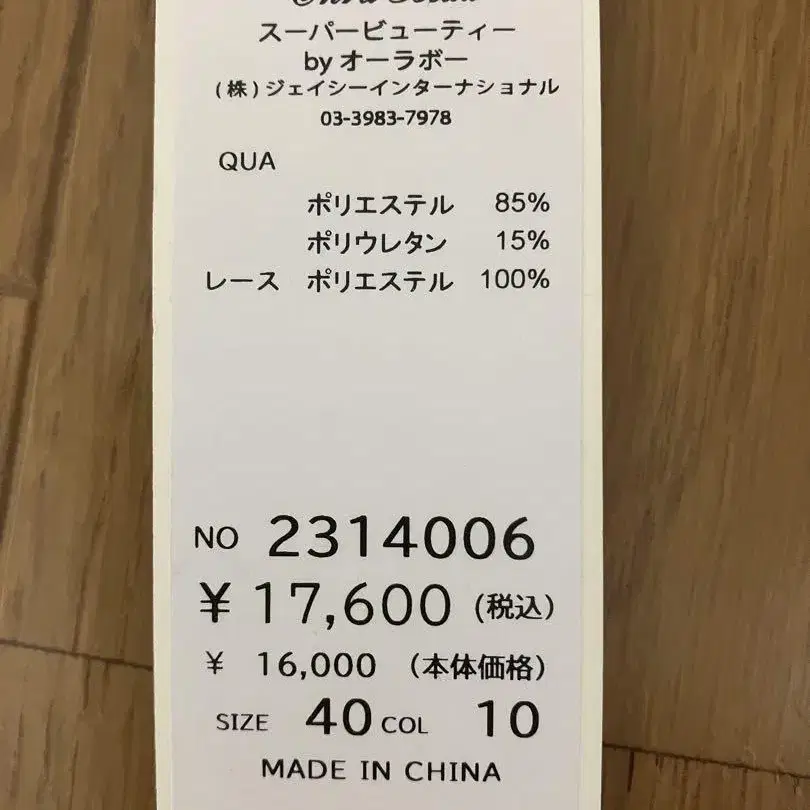 スーパービューティー
by オーラボー
(株)ジェイシーインターナショナル
03-3983-7978
QUA
ポリエステル 85%
ポリウレタン 15%
レース ポリエステル 100%
NO 2314006
¥17,600 (税込)
¥ 16,000 (本体価格)
SIZE 40 COL 10
MADE IN CHINA